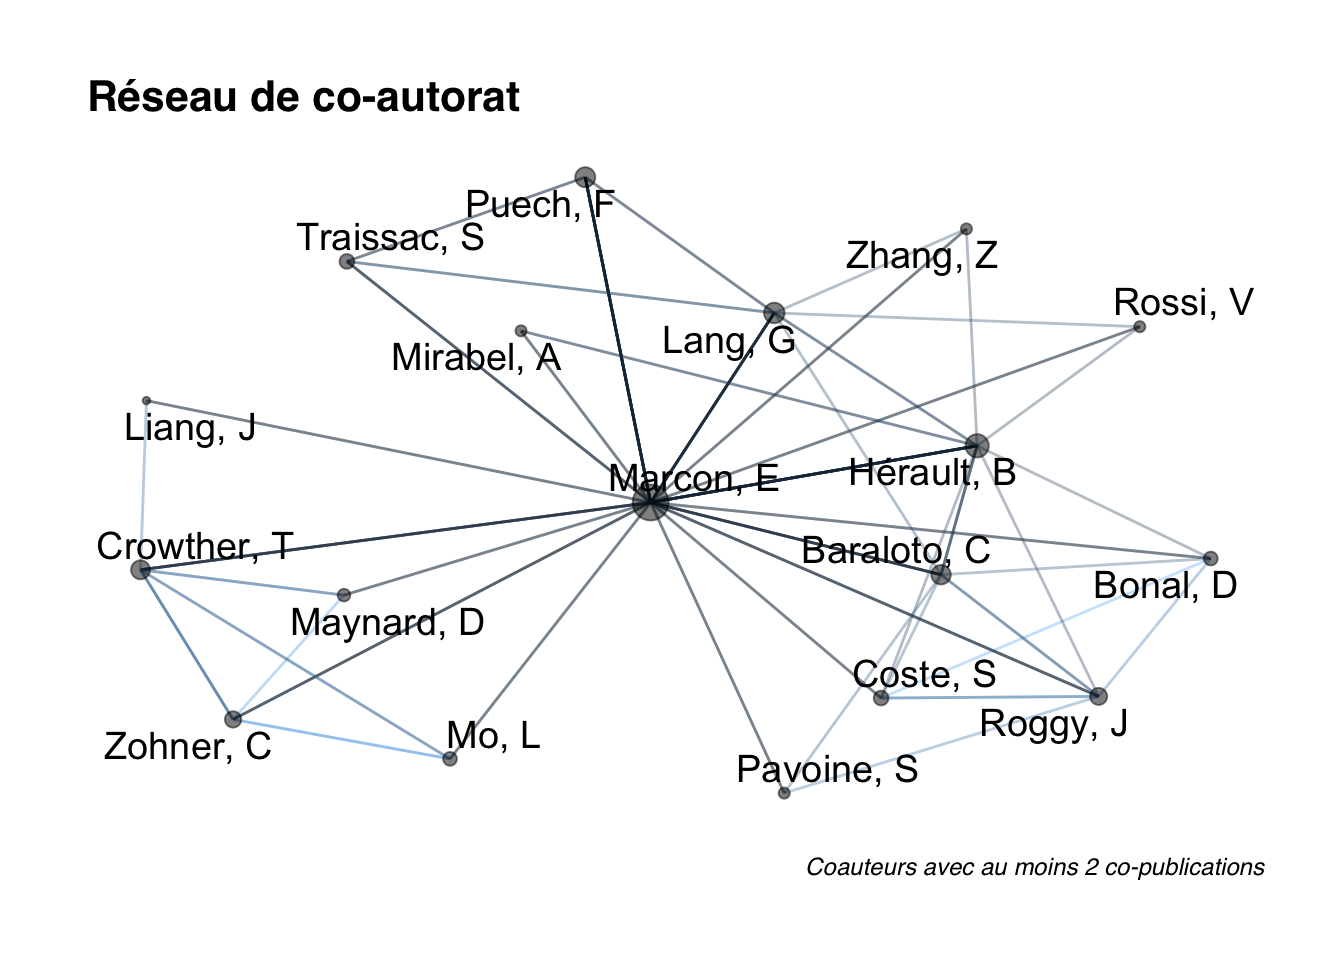 Réseau de co-autorat
Puech, F
Traissac, S
Zhang, Z
Rossi, V
Lang, G
Mirabel, A
Liang, J
Marcon, E
Hérault, B
Crowther, T
Baraloto, C
Bonal, D
Maynard, D
Coste, S
Roggy, J
Mo, L
Zohner, C
Pavoine, S
Coauteurs avec au moins 2 co-publications